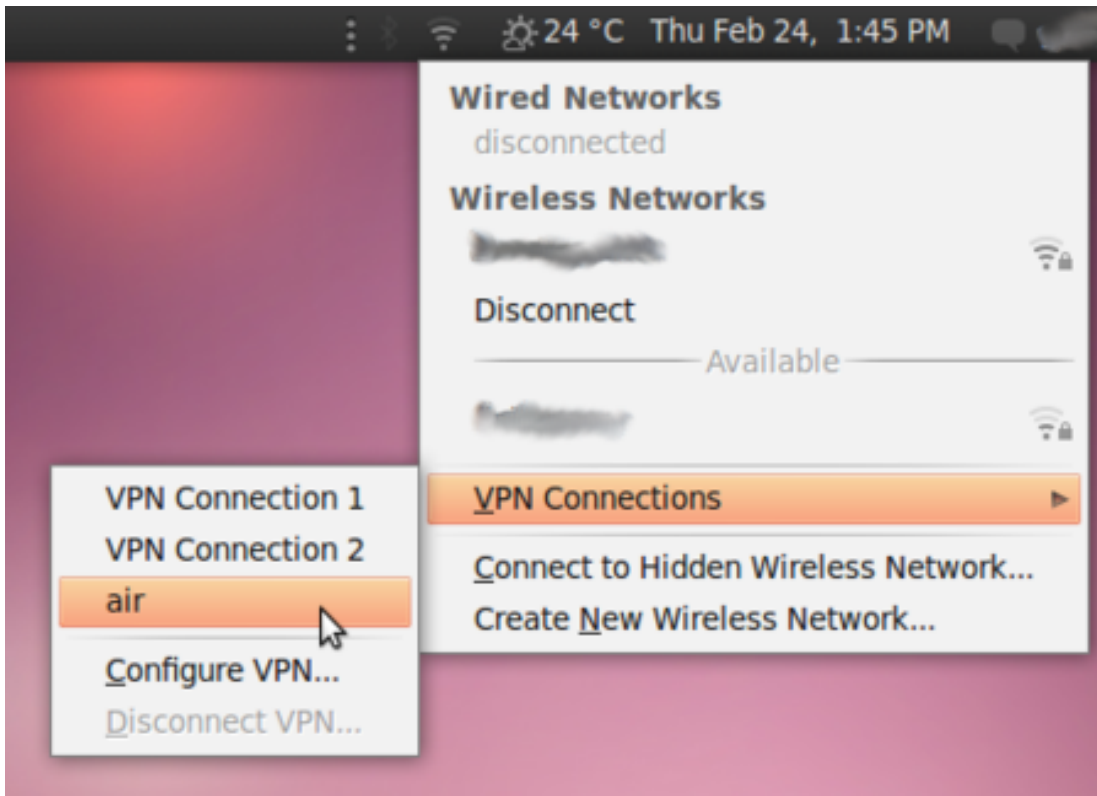 24 °C Thu Feb 24, 1:45 PM
Wired Networks
disconnected
Wireless Networks
Disconnect
Available
VPN Connections
Connect to Hidden Wireless Network...
Create New Wireless Network...
VPN Connection 1
VPN Connection 2
air
Configure VPN...
Disconnect VPN...